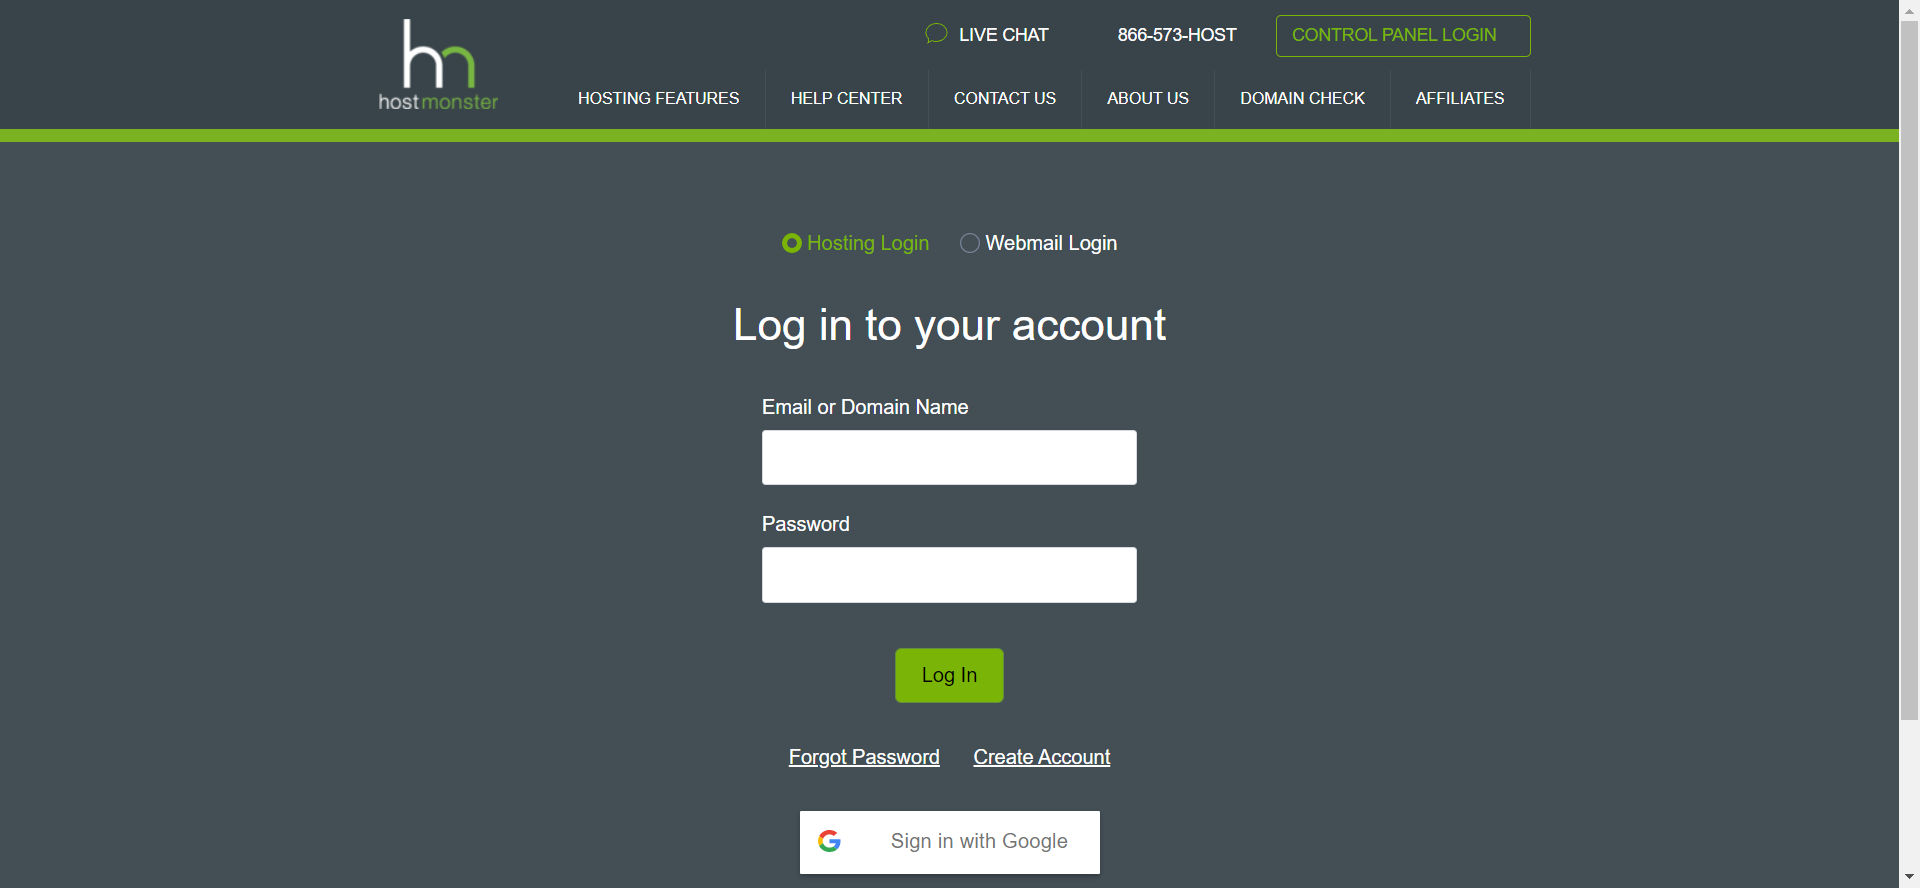 LIVE CHAT
866-573-HOST
CONTROL PANEL LOGIN
hostmonster
HOSTING FEATURES
HELP CENTER
CONTACT US
ABOUT US
DOMAIN CHECK
AFFILIATES
Hosting Login
Webmail Login
Log in to your account
Email or Domain Name
Password
Log In
Forgot Password
Create Account
Sign in with Google